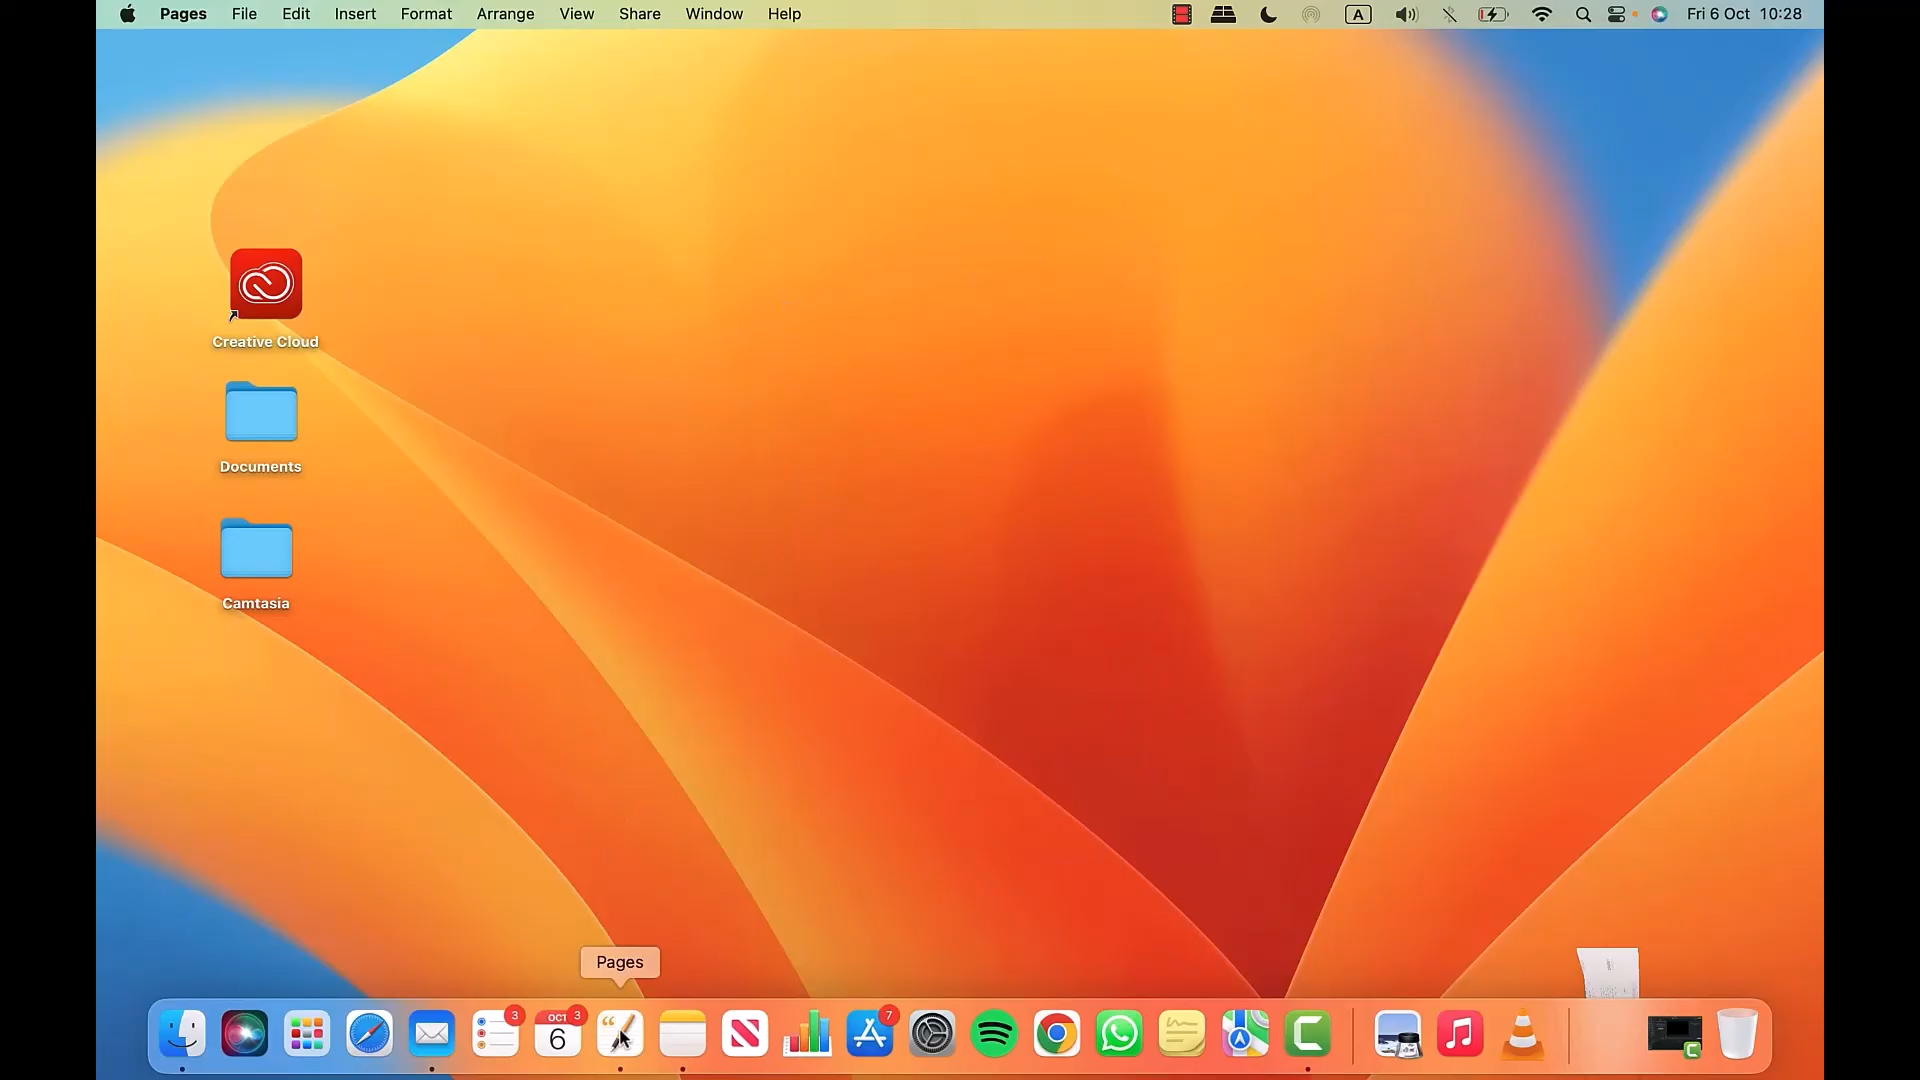 Pages File Edit Insert Format Arrange View Share Window Help A Fri 6 Oct 10:28
Creative Cloud
Documents
Camtasia
Pages
3
OCT 3
6
7